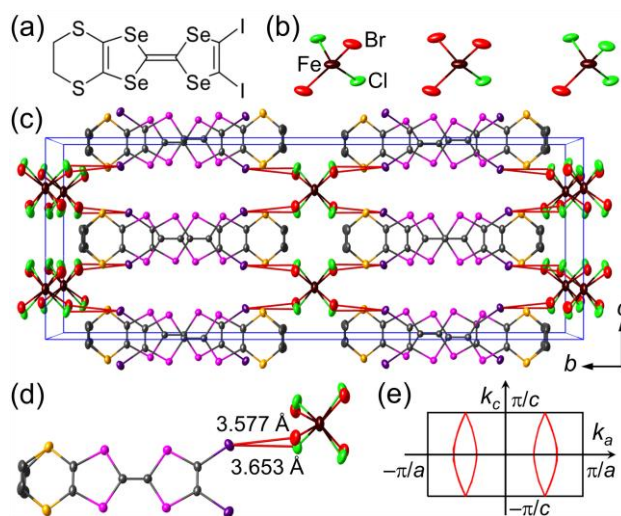 (a)
S
Se
Se
I
S
Se
Se
I
(b)
Fe
Br
Cl
(c)
c
b
(d)
3.577 Å
3.653 Å
(e)
k_c
π/c
k_a
−π/a
π/a
−π/c